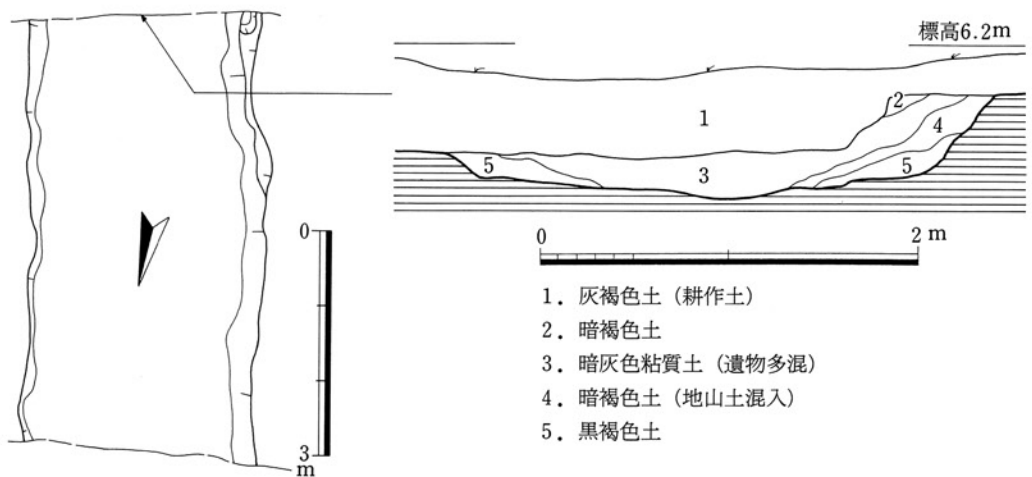 標高6.2m
1
2
3
4
5
5
0
3
m
0
2 m
1．灰褐色土（耕作土）
2．暗褐色土
3．暗灰色粘質土（遺物多混）
4．暗褐色土（地山土混入）
5．黒褐色土